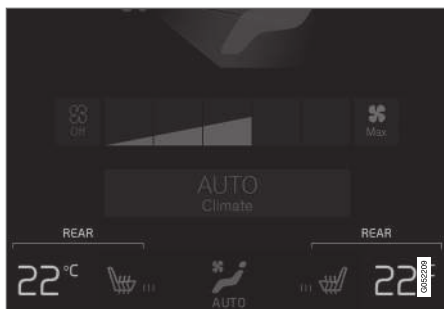 Off
Max
AUTO
Climate
REAR REAR
22°C 22°
AUTO
G052209